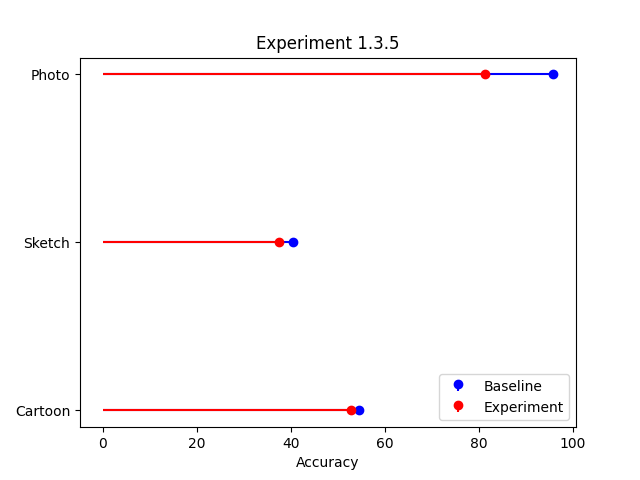 Experiment 1.3.5
Photo
Sketch
Cartoon
Baseline
Experiment
0 20 40 60 80 100
Accuracy